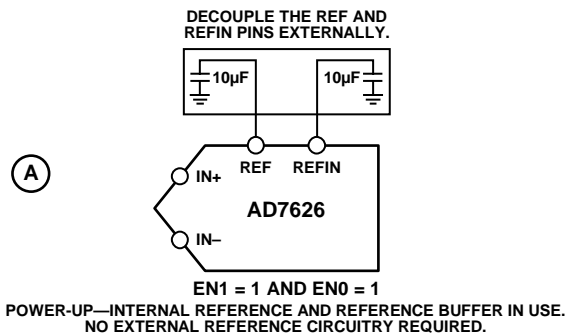 DECOUPLE THE REF AND
REFIN PINS EXTERNALLY.
10µF
10µF
A
REF
REFIN
IN+
AD7626
IN–
EN1 = 1 AND EN0 = 1
POWER-UP—INTERNAL REFERENCE AND REFERENCE BUFFER IN USE.
NO EXTERNAL REFERENCE CIRCUITRY REQUIRED.